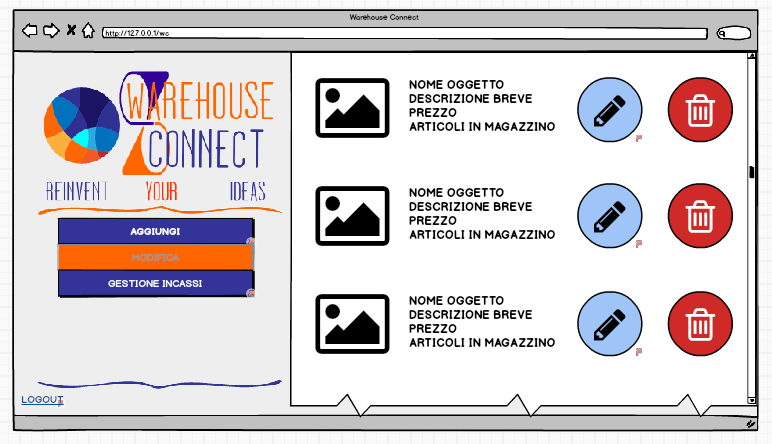 Warehouse Connect
http://127.0.0.1/wc
WAREHOUSE
CONNECT
REINVENT YOUR IDEAS
AGGIUNGI
MODIFICA
GESTIONE INCASSI
LOGOUT
NOME OGGETTO
DESCRIZIONE BREVE
PREZZO
ARTICOLI IN MAGAZZINO
NOME OGGETTO
DESCRIZIONE BREVE
PREZZO
ARTICOLI IN MAGAZZINO
NOME OGGETTO
DESCRIZIONE BREVE
PREZZO
ARTICOLI IN MAGAZZINO